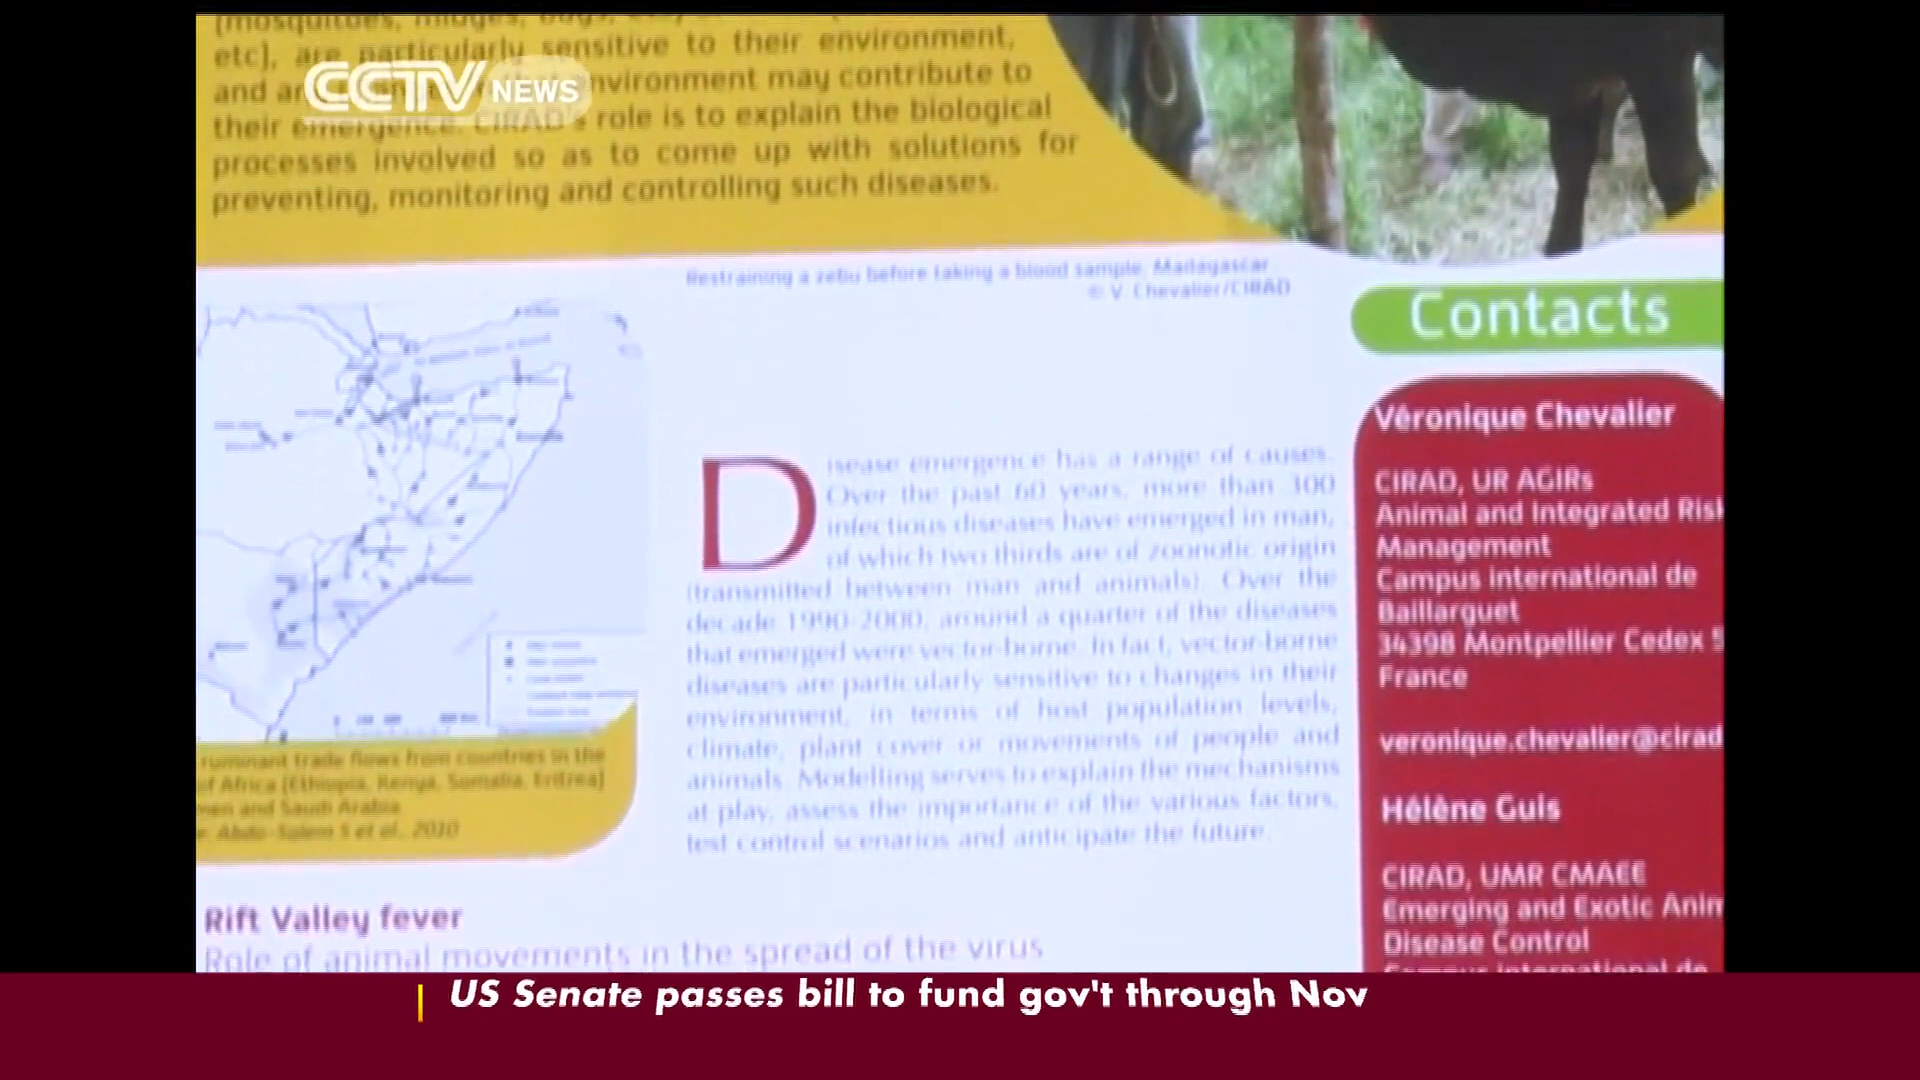 (mosquitoes, midges, bugs,
etc), are particularly sensitive to their environment,
and environment may contribute to
their emergence. CIRAD's role is to explain the biological
processes involved so as to come up with solutions for
preventing, monitoring and controlling such diseases.
CCTV NEWS
Restraining a zebu before taking a blood sample, Madagascar
© V. Chevalier/CIRAD
Contacts
Disease emergence has a range of causes.
Over the past 60 years, more than 300
infectious diseases have emerged in man,
of which two thirds are of zoonotic origin
(transmitted between man and animals). Over the
decade 1990-2000, around a quarter of the diseases
that emerged were vector-borne. In fact, vector-borne
diseases are particularly sensitive to changes in their
environment, in terms of host population levels,
climate, plant cover or movements of people and
animals. Modelling serves to explain the mechanisms
at play, assess the importance of the various factors,
test control scenarios and anticipate the future.
Véronique Chevalier
CIRAD, UR AGIRs
Animal and Integrated Risk
Management
Campus international de
Baillarguet
34398 Montpellier Cedex 5
France
veronique.chevalier@cirad
Hélène Guis
CIRAD, UMR CMAEE
Emerging and Exotic Anim
Disease Control
Campus international de
ruminant trade flows from countries in the
of Africa (Ethiopia, Kenya, Somalia, Eritrea)
men and Saudi Arabia
Abdo-Salem S et al., 2010
Rift Valley fever
Role of animal movements in the spread of the virus
US Senate passes bill to fund gov't through Nov